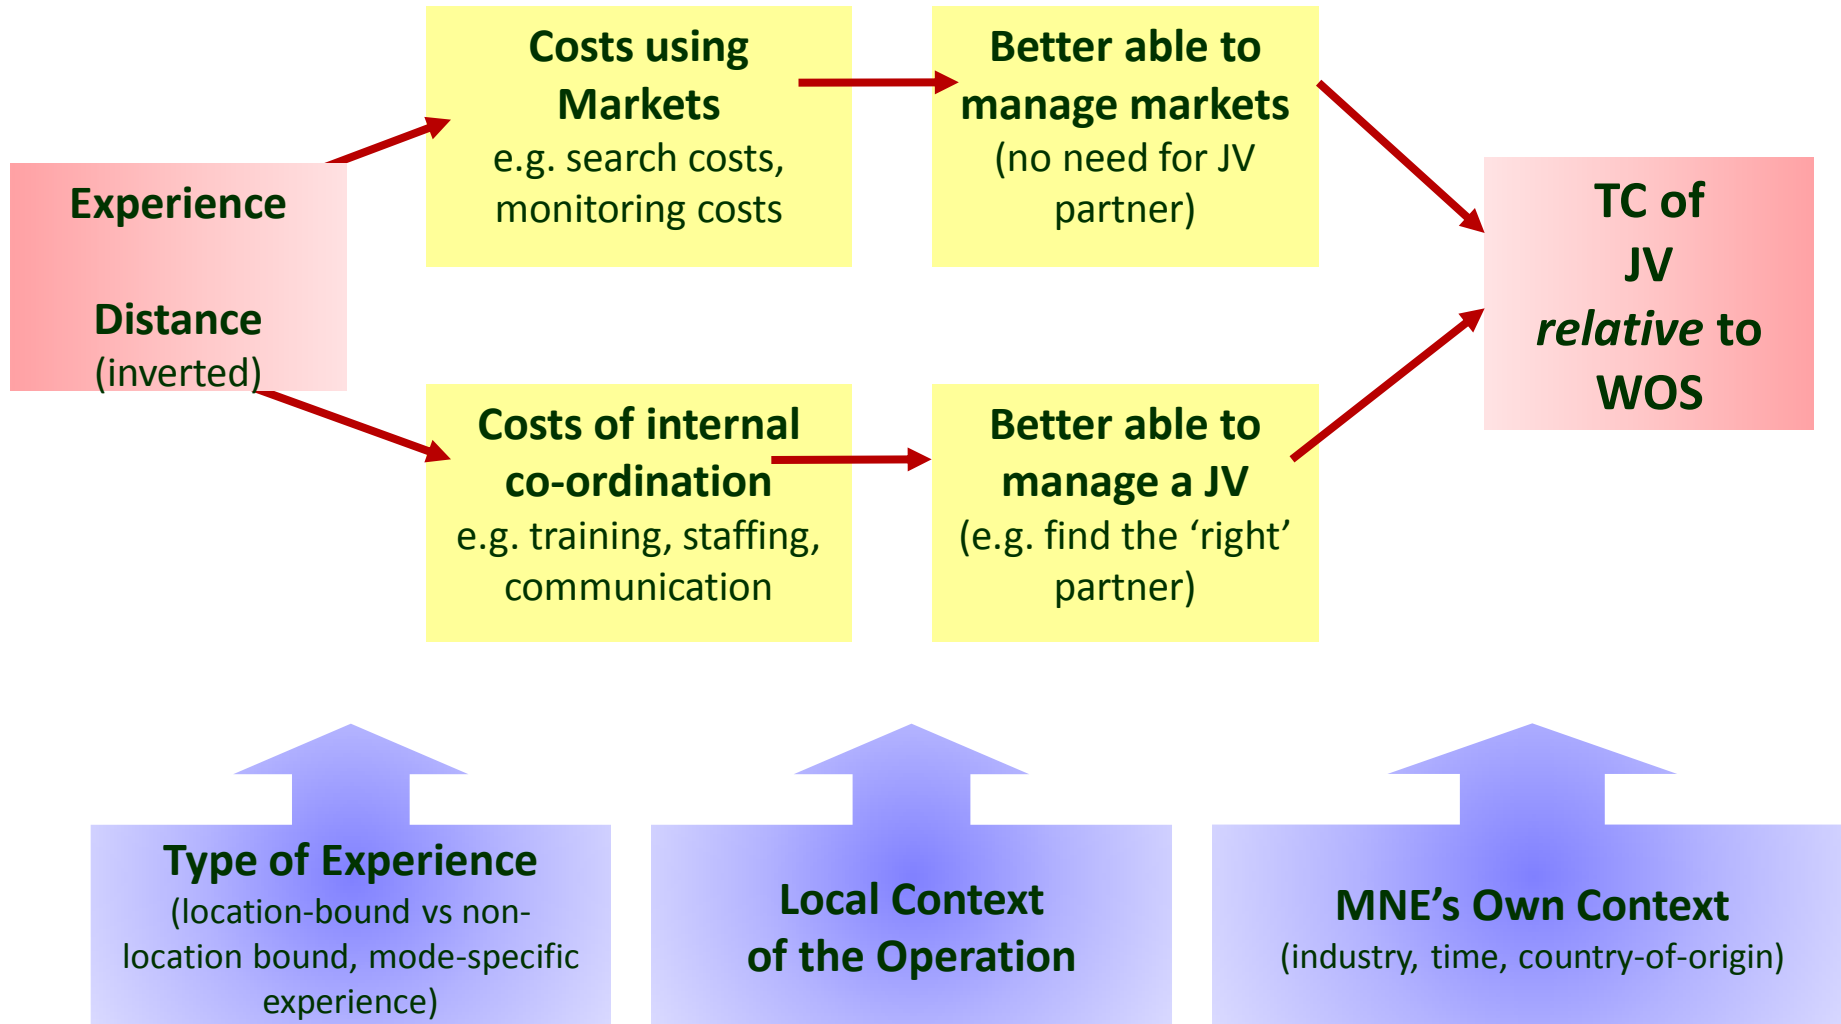 Experience
Distance
(inverted)
Costs using
Markets
e.g. search costs,
monitoring costs
Better able to
manage markets
(no need for JV
partner)
Costs of internal
co-ordination
e.g. training, staffing,
communication
Better able to
manage a JV
(e.g. find the ‘right’
partner)
TC of
JV
relative to
WOS
Type of Experience
(location-bound vs non-
location bound, mode-specific
experience)
Local Context
of the Operation
MNE’s Own Context
(industry, time, country-of-origin)